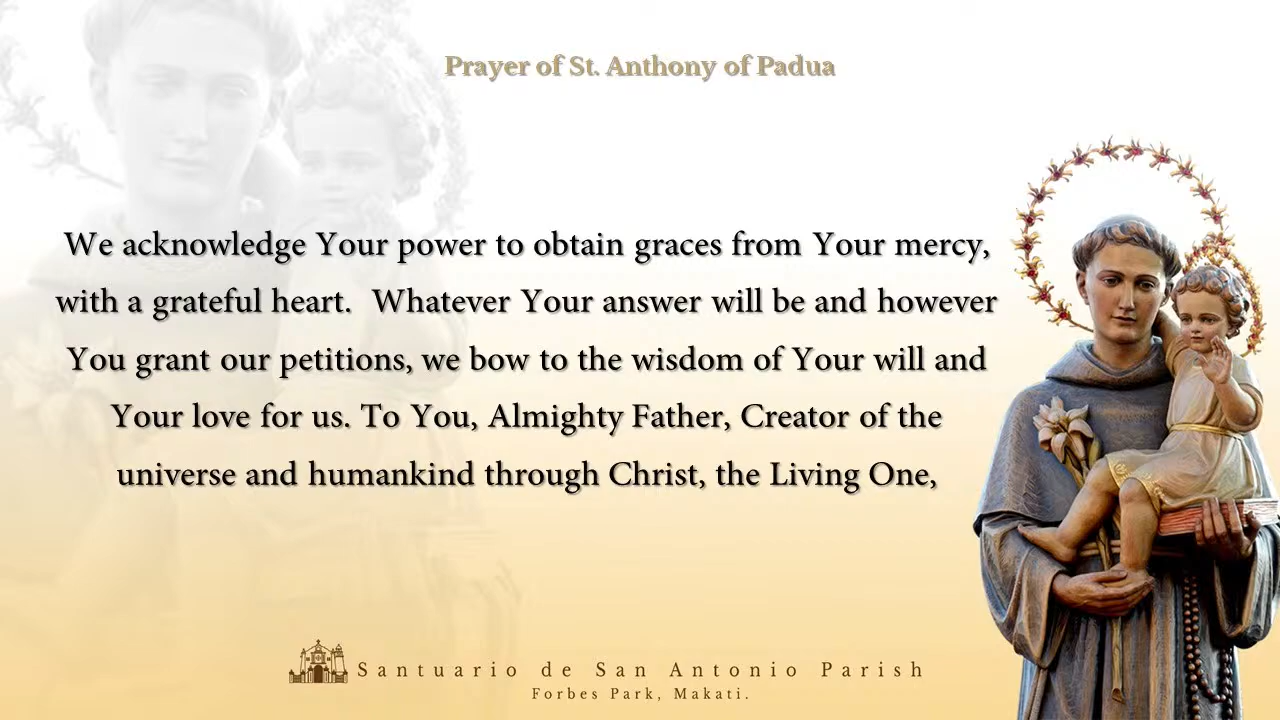 Prayer of St. Anthony of Padua
We acknowledge Your power to obtain graces from Your mercy,
with a grateful heart.  Whatever Your answer will be and however
You grant our petitions, we bow to the wisdom of Your will and
Your love for us. To You, Almighty Father, Creator of the
universe and humankind through Christ, the Living One,
Santuario de San Antonio Parish
Forbes Park, Makati.